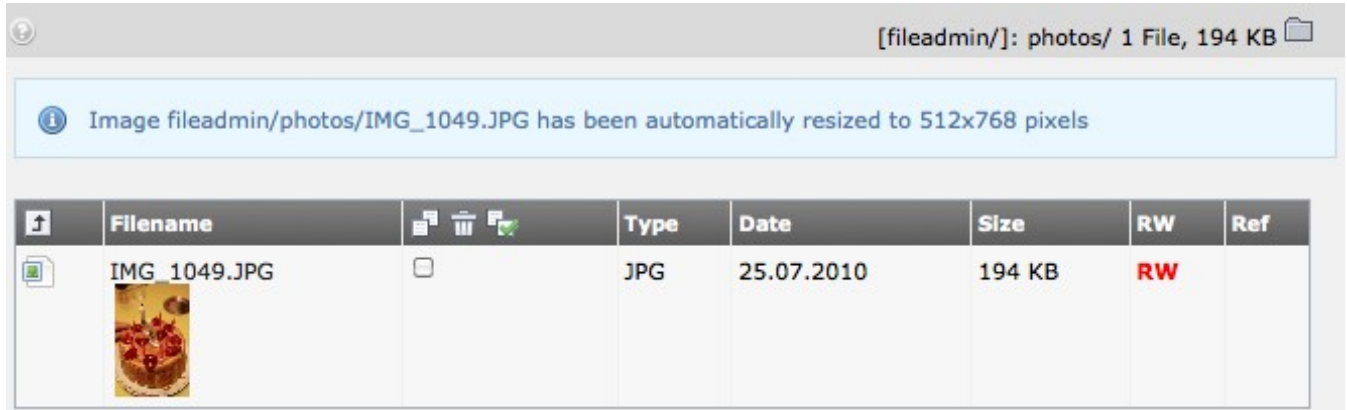 [fileadmin/]: photos/ 1 File, 194 KB
Image fileadmin/photos/IMG_1049.JPG has been automatically resized to 512x768 pixels
Filename Type Date Size RW Ref
IMG_1049.JPG JPG 25.07.2010 194 KB RW